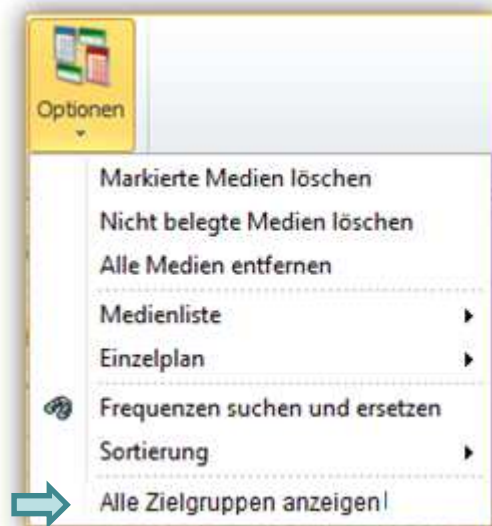 Optionen
Markierte Medien löschen
Nicht belegte Medien löschen
Alle Medien entfernen
Medienliste
Einzelplan
Frequenzen suchen und ersetzen
Sortierung
Alle Zielgruppen anzeigen